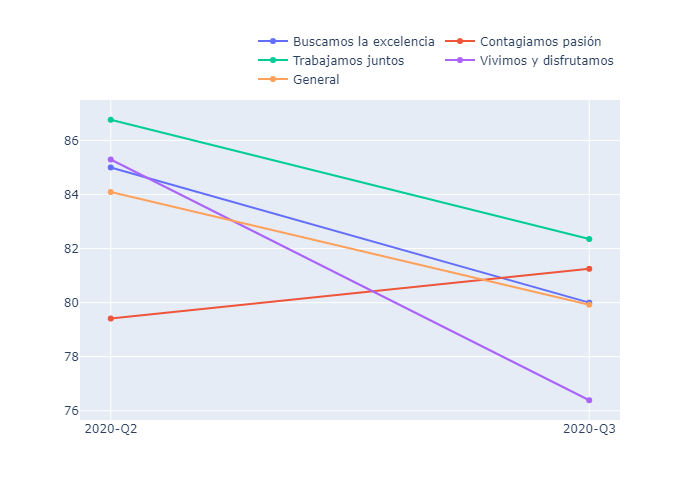 Buscamos la excelencia Contagiamos pasión
Trabajamos juntos Vivimos y disfrutamos
General
86
84
82
80
78
76
2020-Q2 2020-Q3